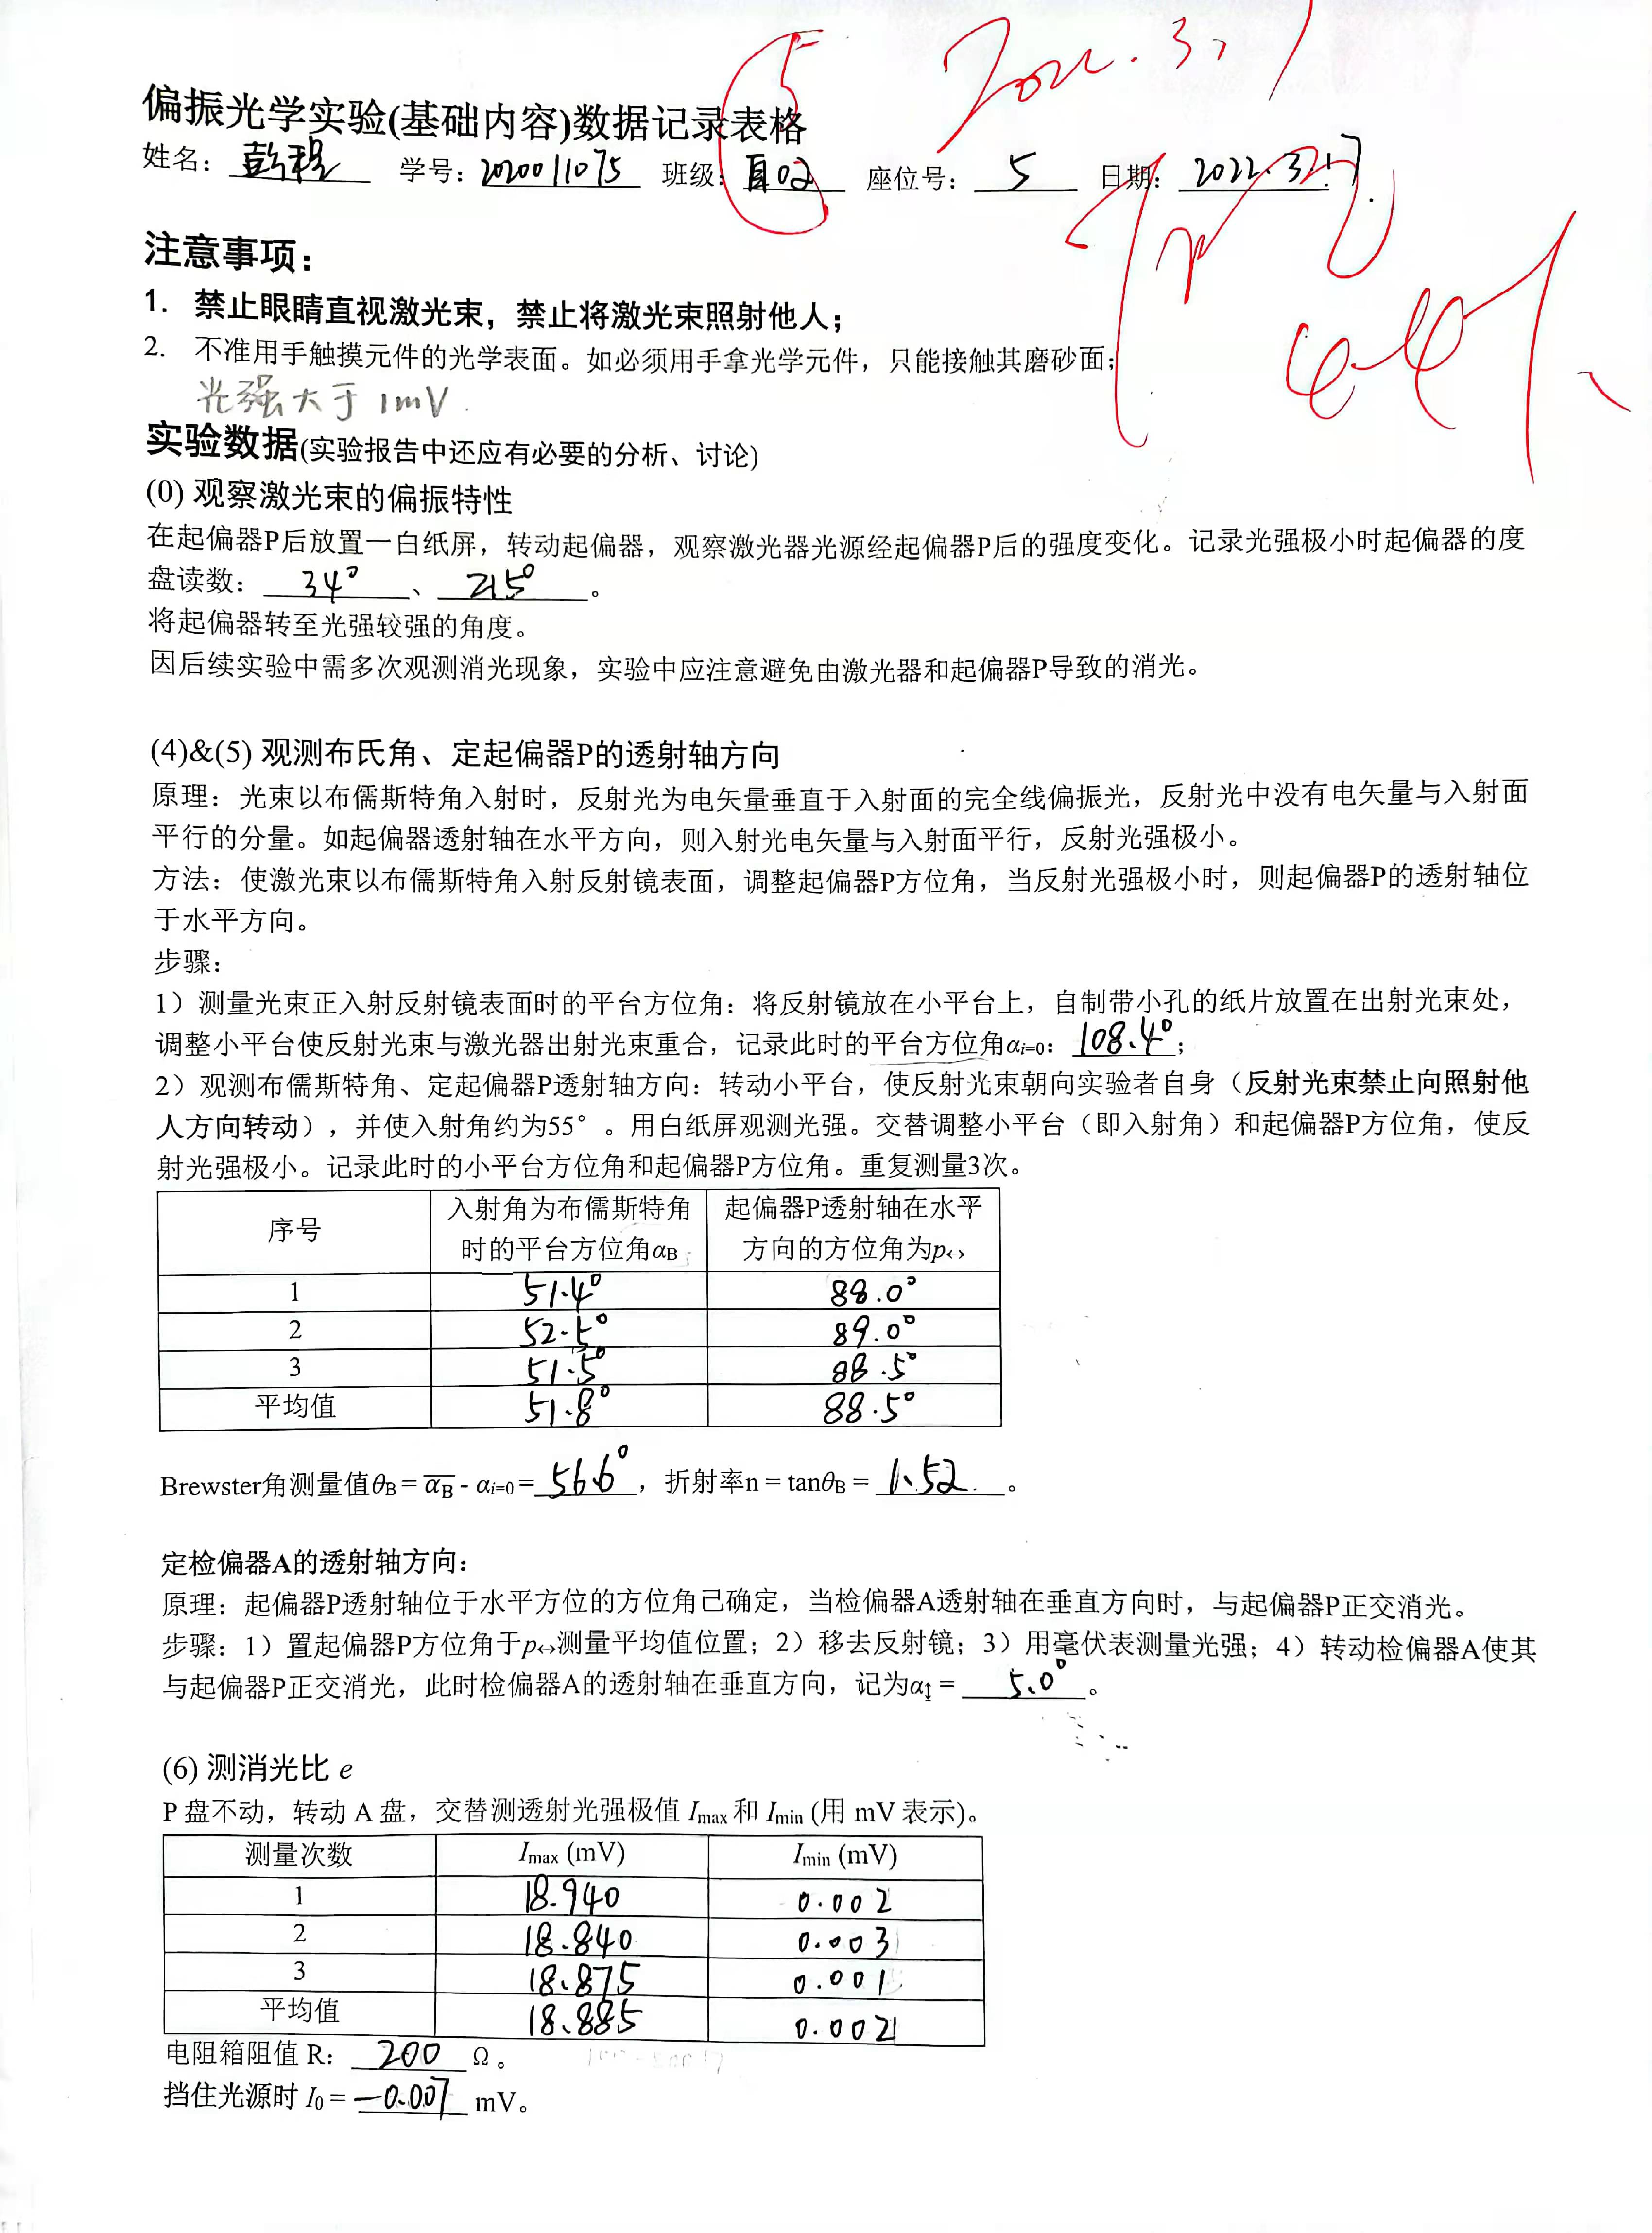 偏振光学实验(基础内容)数据记录表格
姓名: 彭程 学号: 2020011075 班级: 自02 座位号: 5 日期: 2022.3.17
5
2022.3.
注意事项:
1. 禁止眼睛直视激光束，禁止将激光束照射他人;
2. 不准用手触摸元件的光学表面。如必须用手拿光学元件，只能接触其磨砂面;
光强大于1mV
实验数据(实验报告中还应有必要的分析、讨论)
(0) 观察激光束的偏振特性
在起偏器P后放置一白纸屏，转动起偏器，观察激光器光源经起偏器P后的强度变化。记录光强极小时起偏器的度
盘读数: 34° 、 215° 。
将起偏器转至光强较强的角度。
因后续实验中需多次观测消光现象，实验中应注意避免由激光器和起偏器P导致的消光。
(4)&(5) 观测布氏角、定起偏器P的透射轴方向
原理: 光束以布儒斯特角入射时，反射光为电矢量垂直于入射面的完全线偏振光，反射光中没有电矢量与入射面
平行的分量。如起偏器透射轴在水平方向，则入射光电矢量与入射面平行，反射光强极小。
方法: 使激光束以布儒斯特角入射反射镜表面，调整起偏器P方位角，当反射光强极小时，则起偏器P的透射轴位
于水平方向。
步骤:
1）测量光束正入射反射镜表面时的平台方位角: 将反射镜放在小平台上，自制带小孔的纸片放置在出射光束处，
调整小平台使反射光束与激光器出射光束重合，记录此时的平台方位角αi=0: 108.4° ;
2）观测布儒斯特角、定起偏器P透射轴方向: 转动小平台，使反射光束朝向实验者自身（反射光束禁止向照射他
人方向转动），并使入射角约为55° 。用白纸屏观测光强。交替调整小平台（即入射角）和起偏器P方位角，使反
射光强极小。记录此时的小平台方位角和起偏器P方位角。重复测量3次。
序号 入射角为布儒斯特角时的平台方位角αB 起偏器P透射轴在水平方向的方位角为p↔
1 51.4° 88.0°
2 52.5° 89.0°
3 51.5° 88.5°
平均值 51.8° 88.5°
Brewster角测量值θB = αB - αi=0 = 56.6° ，折射率n = tanθB = 1.52 。
定检偏器A的透射轴方向:
原理: 起偏器P透射轴位于水平方位的方位角已确定，当检偏器A透射轴在垂直方向时，与起偏器P正交消光。
步骤: 1）置起偏器P方位角于p↔测量平均值位置; 2）移去反射镜; 3）用毫伏表测量光强; 4）转动检偏器A使其
与起偏器P正交消光，此时检偏器A的透射轴在垂直方向，记为α↕ = 5.0° 。
(6) 测消光比 e
P 盘不动，转动 A 盘，交替测透射光强极值 Imax 和 Imin (用 mV 表示)。
测量次数 Imax (mV) Imin (mV)
1 18.940 0.002
2 18.840 0.003
3 18.875 0.001
平均值 18.885 0.002
电阻箱阻值 R: 200 Ω 。
挡住光源时 I0 = -0.007 mV。